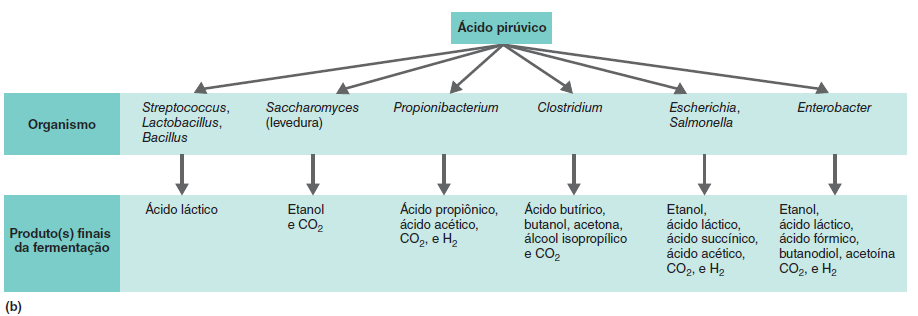 Ácido pirúvico
Organismo
Streptococcus,
Lactobacillus,
Bacillus
Saccharomyces
(levedura)
Propionibacterium
Clostridium
Escherichia,
Salmonella
Enterobacter
Produto(s) finais
da fermentação
Ácido láctico
Etanol
e CO₂
Ácido propiônico,
ácido acético,
CO₂, e H₂
Ácido butírico,
butanol, acetona,
álcool isopropílico
e CO₂
Etanol,
ácido láctico,
ácido succínico,
ácido acético,
CO₂, e H₂
Etanol,
ácido láctico,
ácido fórmico,
butanodiol, acetoína
CO₂, e H₂
(b)